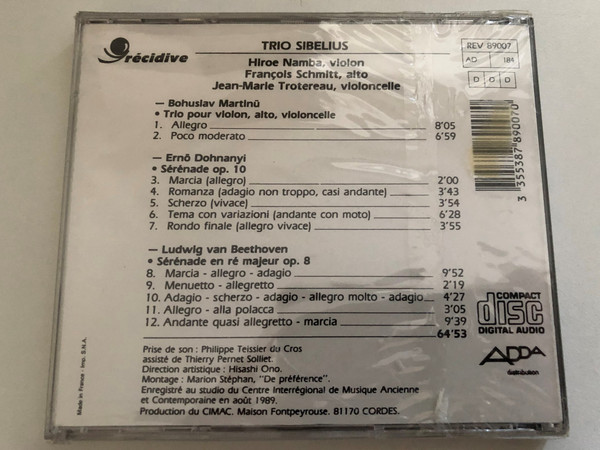 récidive
TRIO SIBELIUS
Hiroe Namba, violon
François Schmitt, alto
Jean-Marie Trotereau, violoncelle
REV 89007
AD 184
D D D
3 355387 890070
— Bohuslav Martinů
• Trio pour violon, alto, violoncelle
1. Allegro 8'05
2. Poco moderato 6'59
— Ernő Dohnanyi
• Sérénade op. 10
3. Marcia (allegro) 2'00
4. Romanza (adagio non troppo, casi andante) 3'43
5. Scherzo (vivace) 3'54
6. Tema con variazioni (andante con moto) 6'28
7. Rondo finale (allegro vivace) 3'55
— Ludwig van Beethoven
• Sérénade en ré majeur op. 8
8. Marcia - allegro - adagio 9'52
9. Menuetto - allegretto 2'19
10. Adagio - scherzo - adagio - allegro molto - adagio 4'27
11. Allegro - alla polacca 3'05
12. Andante quasi allegretto - marcia 9'39
64'53
COMPACT
disc
DIGITAL AUDIO
ADDA
distribution
Prise de son : Philippe Teissier du Cros
assisté de Thierry Pernet Solliet.
Direction artistique : Hisashi Ono.
Montage : Marion Stéphan, "De préférence".
Enregistré au studio du Centre Interrégional de Musique Ancienne
et Contemporaine en août 1989.
Production du CIMAC. Maison Fontpeyrouse. 81170 CORDES.
Made in France - Imp. S.N.A.